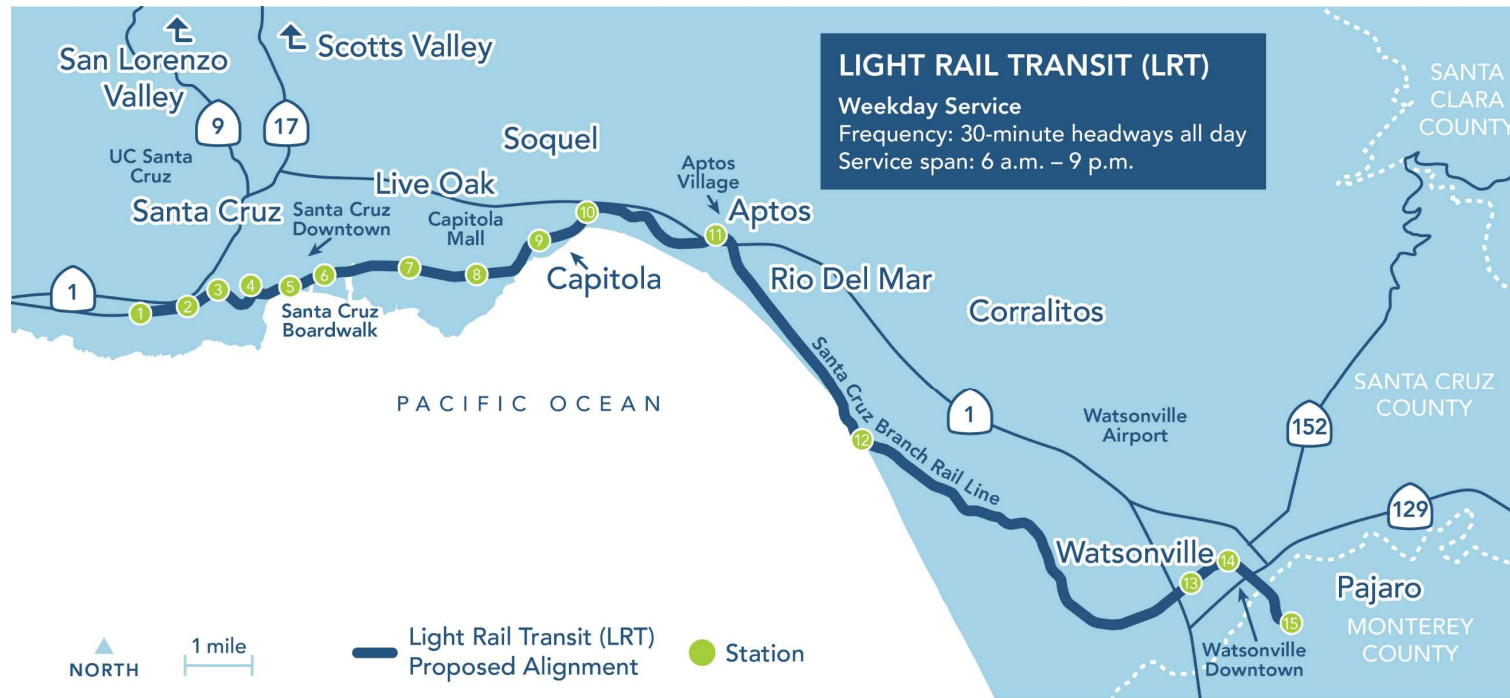 San Lorenzo
Valley
Scotts Valley
9
17
UC Santa
Cruz
Santa Cruz
Santa Cruz
Downtown
Live Oak
Soquel
Capitola
Mall
Aptos
Village
Aptos
LIGHT RAIL TRANSIT (LRT)
Weekday Service
Frequency: 30-minute headways all day
Service span: 6 a.m. – 9 p.m.
SANTA
CLARA
COUNTY
1
1
2
3
4
5
6
7
8
9
10
11
Santa Cruz
Boardwalk
Capitola
Rio Del Mar
Corralitos
PACIFIC OCEAN
Santa Cruz Branch Rail Line
12
1
Watsonville
Airport
152
SANTA CRUZ
COUNTY
129
Watsonville
13
14
15
Pajaro
Watsonville
Downtown
MONTEREY
COUNTY
NORTH
1 mile
Light Rail Transit (LRT)
Proposed Alignment
Station